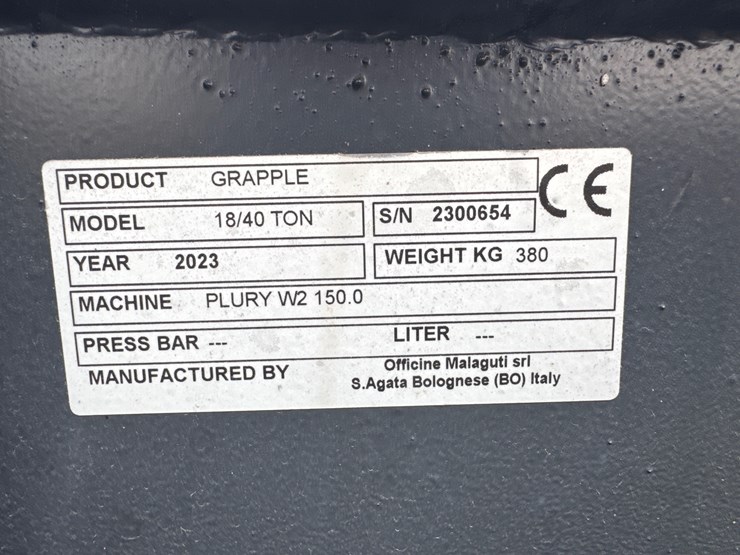 PRODUCT GRAPPLE CE
MODEL 18/40 TON S/N 2300654
YEAR 2023 WEIGHT KG 380
MACHINE PLURY W2 150.0
PRESS BAR --- LITER ---
MANUFACTURED BY Officine Malaguti srl
S.Agata Bolognese (BO) Italy